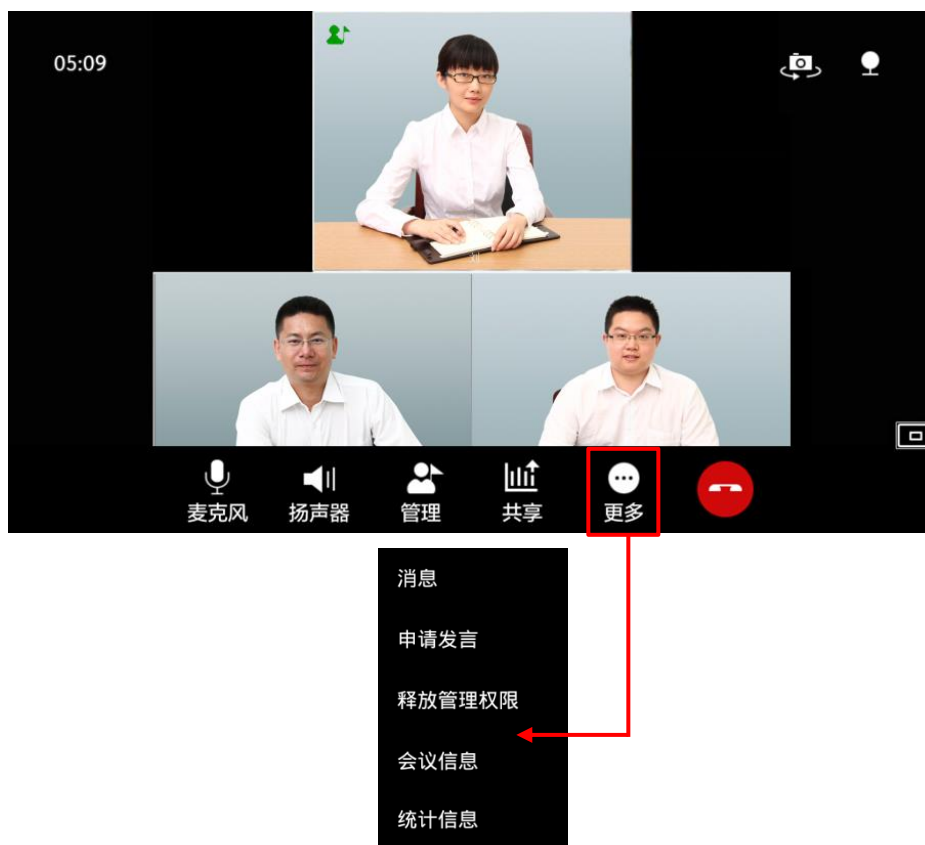 05:09
刘
麦克风
扬声器
管理
共享
更多
消息
申请发言
释放管理权限
会议信息
统计信息